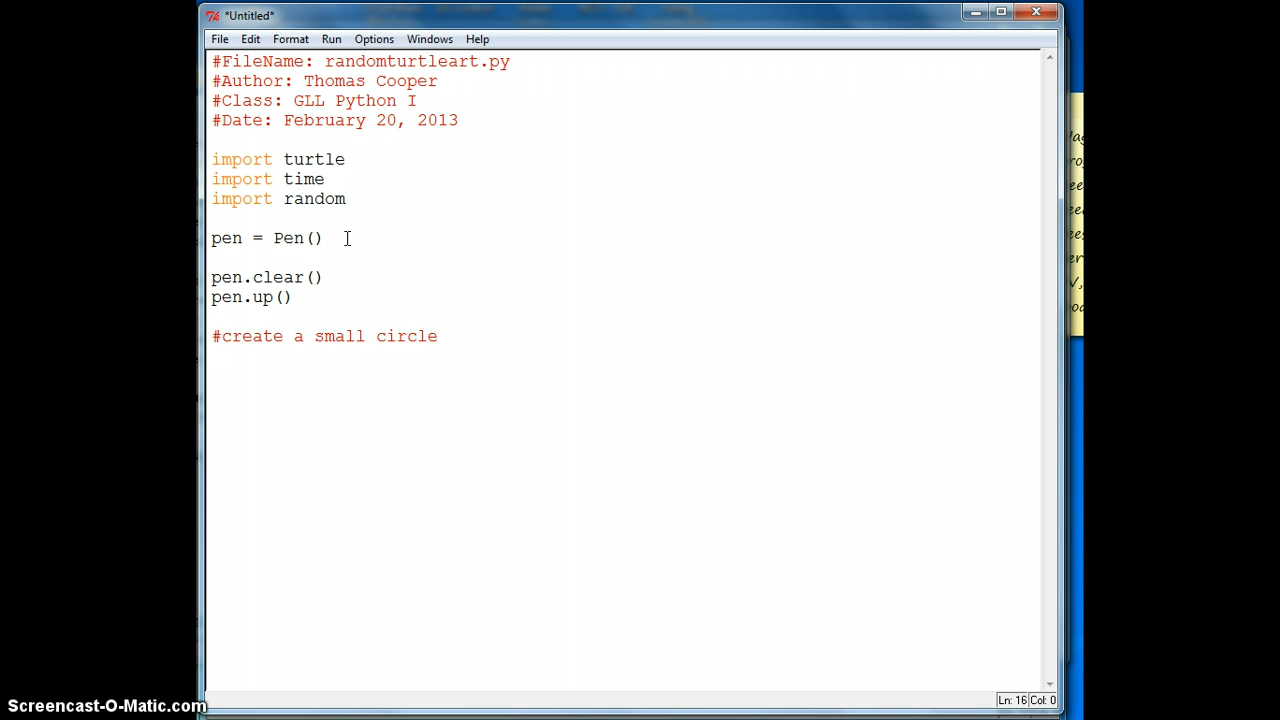 *Untitled*
File Edit Format Run Options Windows Help
#FileName: randomturtleart.py
#Author: Thomas Cooper
#Class: GLL Python I
#Date: February 20, 2013
import turtle
import time
import random
pen = Pen()
pen.clear()
pen.up()
#create a small circle
Ln: 16 Col: 0
Screencast-O-Matic.com